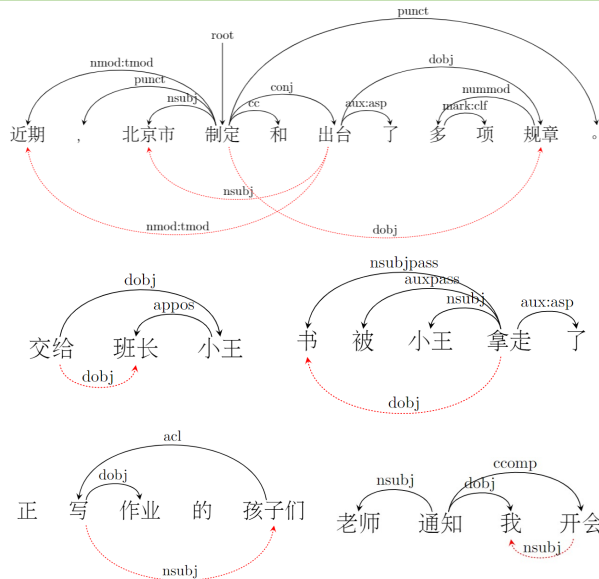 punct
root
nmod:tmod
dobj
punct
conj
nummod
nsubj
cc
aux:asp
mark:clf
近期 , 北京市 制定 和 出台 了 多 项 规章 。
nsubj
nmod:tmod
dobj
dobj
appos
交给 班长 小王
dobj
nsubjpass
auxpass
nsubj
aux:asp
书 被 小王 拿走 了
dobj
acl
dobj
正 写 作业 的 孩子们
nsubj
ccomp
nsubj
dobj
老师 通知 我 开会
nsubj